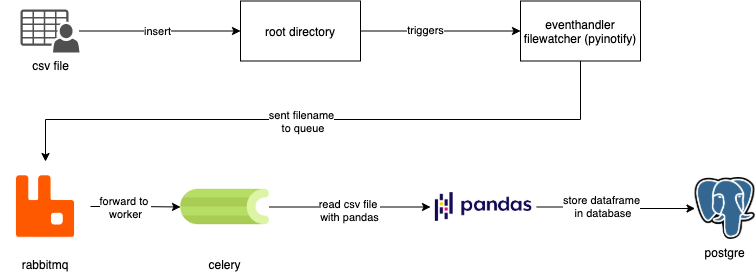 csv file
insert
root directory
triggers
eventhandler
filewatcher (pyinotify)
sent filename
to queue
rabbitmq
forward to
worker
celery
read csv file
with pandas
pandas
store dataframe
in database
postgre